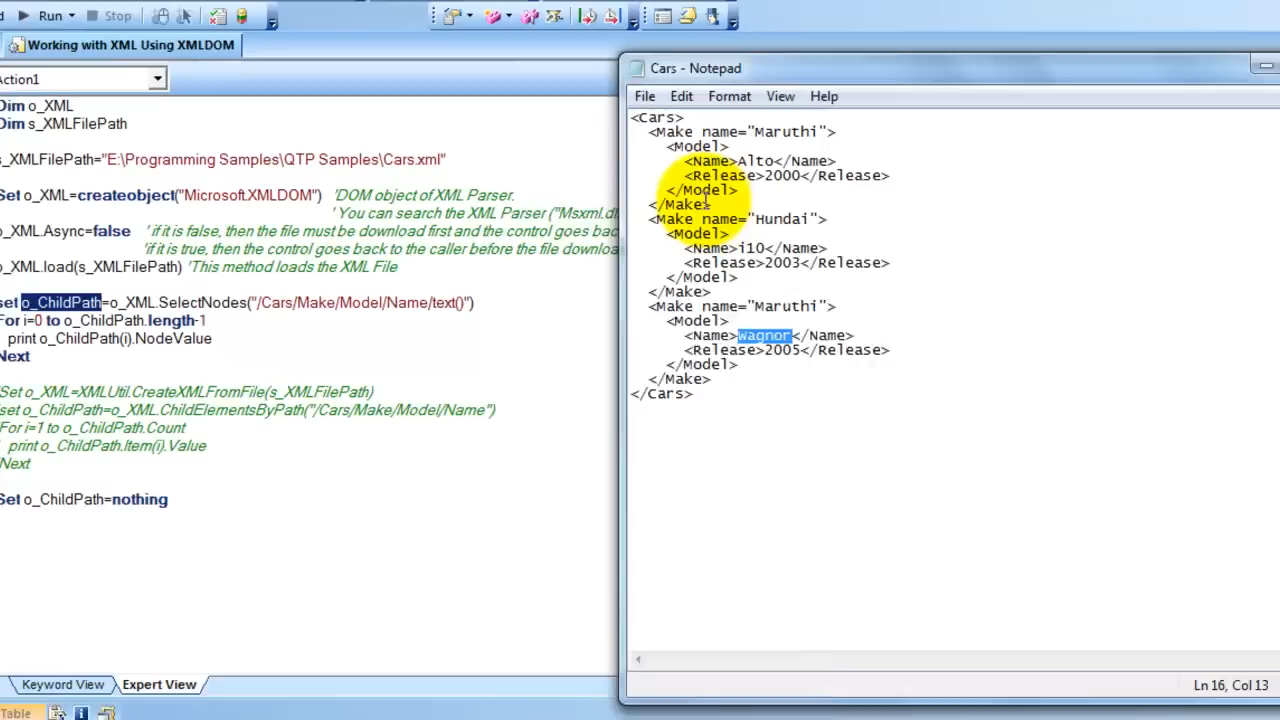 Run
Stop
Working with XML Using XMLDOM
Action1
Dim o_XML
Dim s_XMLFilePath
s_XMLFilePath="E:\Programming Samples\QTP Samples\Cars.xml"
Set o_XML=createobject("Microsoft.XMLDOM") 'DOM object of XML Parser.
' You can search the XML Parser ("Msxml.dl
o_XML.Async=false ' if it is false, then the file must be download first and the control goes back
'if it is true, then the control goes back to the caller before the file download
o_XML.load(s_XMLFilePath) 'This method loads the XML File
set o_ChildPath=o_XML.SelectNodes("/Cars/Make/Model/Name/text()")
For i=0 to o_ChildPath.length-1
print o_ChildPath(i).NodeValue
Next
Set o_XML=XMLUtil.CreateXMLFromFile(s_XMLFilePath)
set o_ChildPath=o_XML.ChildElementsByPath("/Cars/Make/Model/Name")
For i=1 to o_ChildPath.Count
print o_ChildPath.Item(i).Value
Next
Set o_ChildPath=nothing
Keyword View
Expert View
Table
Cars - Notepad
File Edit Format View Help
<Cars>
<Make name="Maruthi">
<Model>
<Name>Alto</Name>
<Release>2000</Release>
</Model>
</Make>
<Make name="Hundai">
<Model>
<Name>i10</Name>
<Release>2003</Release>
</Model>
</Make>
<Make name="Maruthi">
<Model>
<Name>Wagnor</Name>
<Release>2005</Release>
</Model>
</Make>
</Cars>
Ln 16, Col 13